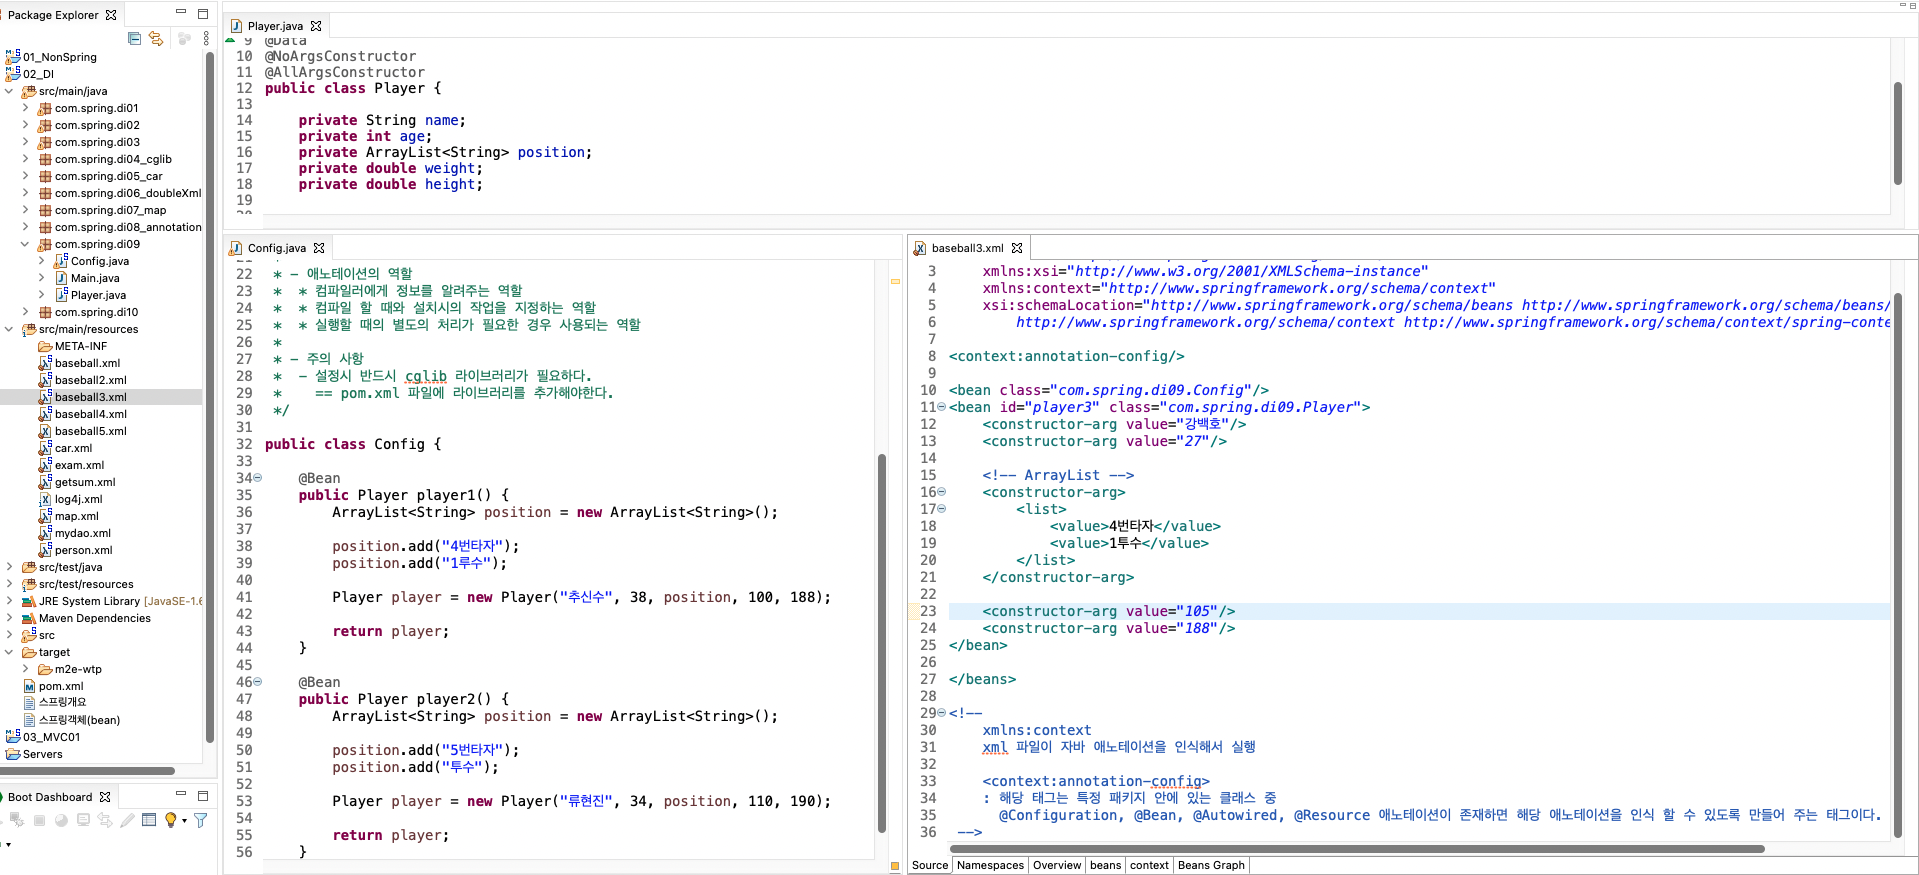 Package Explorer
01_NonSpring
02_DI
src/main/java
com.spring.di01
com.spring.di02
com.spring.di03
com.spring.di04_cglib
com.spring.di05_car
com.spring.di06_doubleXml
com.spring.di07_map
com.spring.di08_annotation
com.spring.di09
Config.java
Main.java
Player.java
com.spring.di10
src/main/resources
META-INF
baseball.xml
baseball2.xml
baseball3.xml
baseball4.xml
baseball5.xml
car.xml
exam.xml
getsum.xml
log4j.xml
map.xml
mydao.xml
person.xml
src/test/java
src/test/resources
JRE System Library [JavaSE-1.6
Maven Dependencies
src
target
m2e-wtp
pom.xml
스프링개요
스프링객체(bean)
03_MVC01
Servers
Boot Dashboard
Player.java
9 @Data
10 @NoArgsConstructor
11 @AllArgsConstructor
12 public class Player {
13
14 private String name;
15 private int age;
16 private ArrayList<String> position;
17 private double weight;
18 private double height;
19
Config.java
22 * - 애노테이션의 역할
23 * * 컴파일러에게 정보를 알려주는 역할
24 * * 컴파일 할 때와 설치시의 작업을 지정하는 역할
25 * * 실행할 때의 별도의 처리가 필요한 경우 사용되는 역할
26 *
27 * - 주의 사항
28 * - 설정시 반드시 cglib 라이브러리가 필요하다.
29 * == pom.xml 파일에 라이브러리를 추가해야한다.
30 */
31
32 public class Config {
33
34 @Bean
35 public Player player1() {
36 ArrayList<String> position = new ArrayList<String>();
37
38 position.add("4번타자");
39 position.add("1루수");
40
41 Player player = new Player("추신수", 38, position, 100, 188);
42
43 return player;
44 }
45
46 @Bean
47 public Player player2() {
48 ArrayList<String> position = new ArrayList<String>();
49
50 position.add("5번타자");
51 position.add("투수");
52
53 Player player = new Player("류현진", 34, position, 110, 190);
54
55 return player;
56 }
baseball3.xml
3 xmlns:xsi="http://www.w3.org/2001/XMLSchema-instance"
4 xmlns:context="http://www.springframework.org/schema/context"
5 xsi:schemaLocation="http://www.springframework.org/schema/beans http://www.springframework.org/schema/beans/
6 http://www.springframework.org/schema/context http://www.springframework.org/schema/context/spring-conte
7
8 <context:annotation-config/>
9
10 <bean class="com.spring.di09.Config"/>
11 <bean id="player3" class="com.spring.di09.Player">
12 <constructor-arg value="강백호"/>
13 <constructor-arg value="27"/>
14
15 <!-- ArrayList -->
16 <constructor-arg>
17 <list>
18 <value>4번타자</value>
19 <value>1투수</value>
20 </list>
21 </constructor-arg>
22
23 <constructor-arg value="105"/>
24 <constructor-arg value="188"/>
25 </bean>
26
27 </beans>
28
29 <!--
30 xmlns:context
31 xml 파일이 자바 애노테이션을 인식해서 실행
32
33 <context:annotation-config>
34 : 해당 태그는 특정 패키지 안에 있는 클래스 중
35 @Configuration, @Bean, @Autowired, @Resource 애노테이션이 존재하면 해당 애노테이션을 인식 할 수 있도록 만들어 주는 태그이다.
36 -->
Source Namespaces Overview beans context Beans Graph